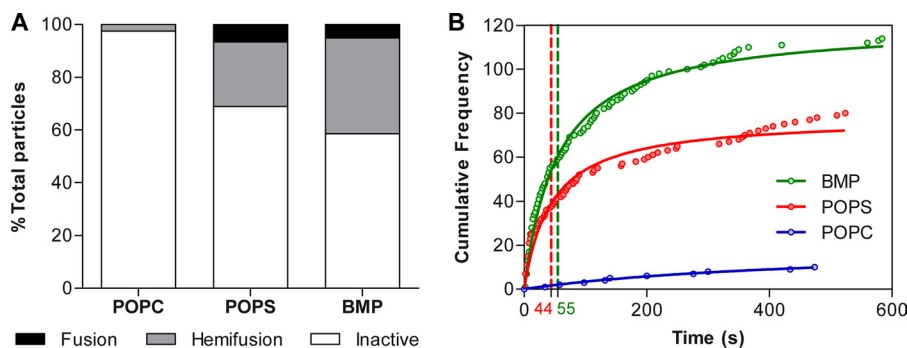 A
% Total particles
100
80
60
40
20
0
POPC POPS BMP
Fusion Hemifusion Inactive
B
Cumulative Frequency
120
100
80
60
40
20
0
BMP
POPS
POPC
0 44 55 200 400 600
Time (s)